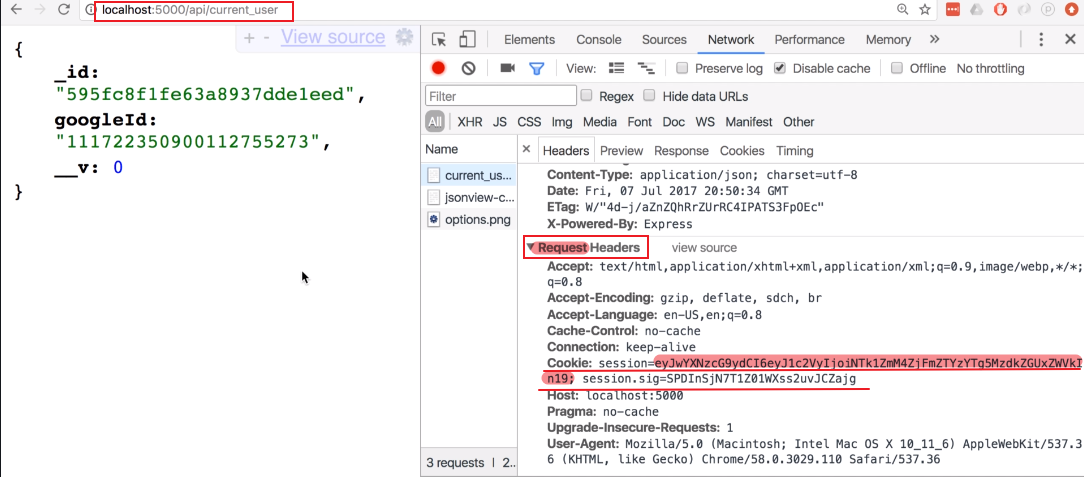 localhost:5000/api/current_user
+ - View source
{
_id:
"595fc8f1fe63a8937dde1eed",
googleId:
"111722350900112755273",
__v: 0
}
Elements Console Sources Network Performance Memory »
View: Preserve log Disable cache Offline No throttling
Filter Regex Hide data URLs
All XHR JS CSS Img Media Font Doc WS Manifest Other
Name
current_us...
jsonview-c...
options.png
3 requests | 2...
× Headers Preview Response Cookies Timing
Content-Type: application/json; charset=utf-8
Date: Fri, 07 Jul 2017 20:50:34 GMT
ETag: W/"4d-j/aZnZQhRrZUrRC4IPATS3FpOEc"
X-Powered-By: Express
▼ Request Headers view source
Accept: text/html,application/xhtml+xml,application/xml;q=0.9,image/webp,*/*;
q=0.8
Accept-Encoding: gzip, deflate, sdch, br
Accept-Language: en-US,en;q=0.8
Cache-Control: no-cache
Connection: keep-alive
Cookie: session=eyJwYXNzcG9ydCI6eyJ1c2VyIjoiNTk1ZmM4ZjFmZTYzYTg5MzdkZGUxZWVkI
n19; session.sig=SPDInSjN7T1Z01WXss2uvJCZajg
Host: localhost:5000
Pragma: no-cache
Upgrade-Insecure-Requests: 1
User-Agent: Mozilla/5.0 (Macintosh; Intel Mac OS X 10_11_6) AppleWebKit/537.3
6 (KHTML, like Gecko) Chrome/58.0.3029.110 Safari/537.36